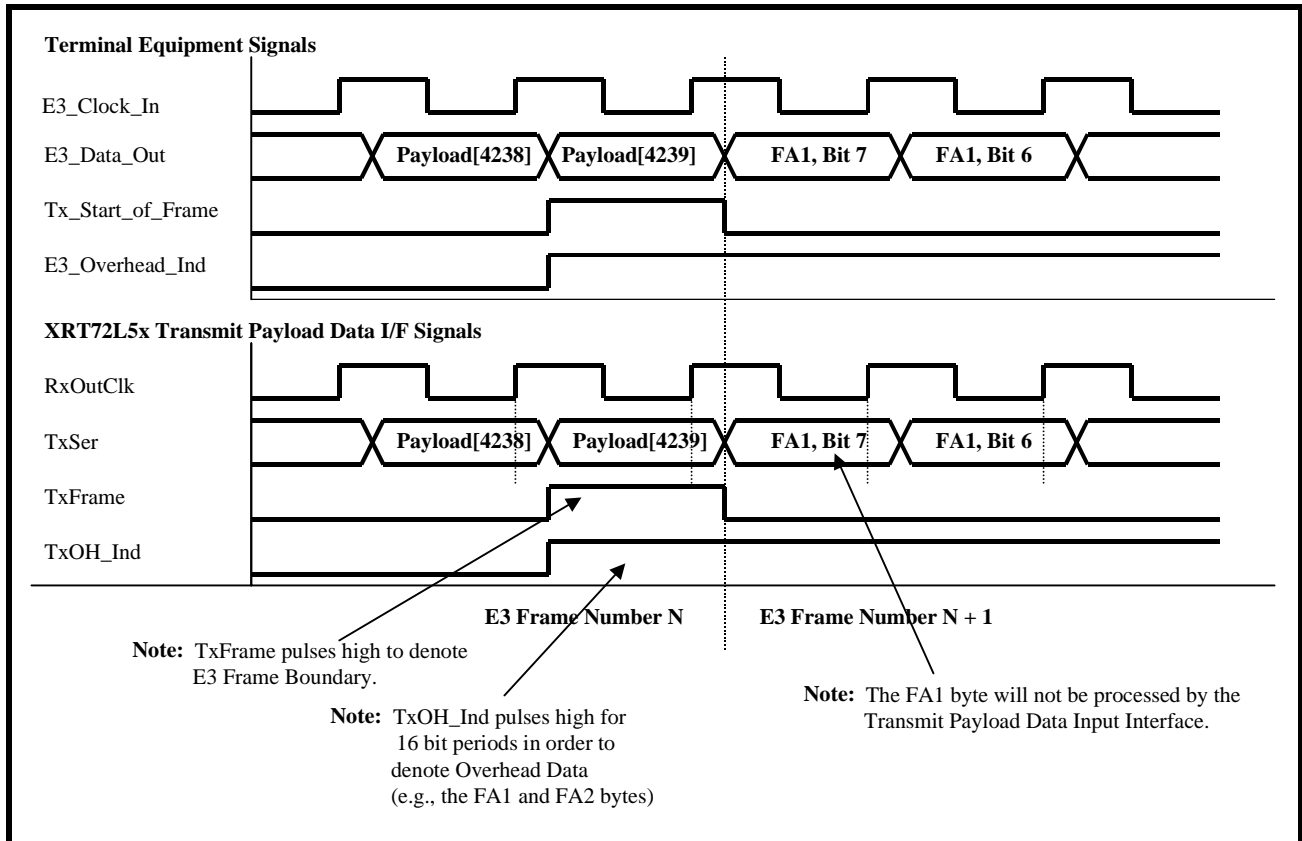 Terminal Equipment Signals
E3_Clock_In
E3_Data_Out
Payload[4238] Payload[4239] FA1, Bit 7 FA1, Bit 6
Tx_Start_of_Frame
E3_Overhead_Ind
XRT72L5x Transmit Payload Data I/F Signals
RxOutClk
TxSer
Payload[4238] Payload[4239] FA1, Bit 7 FA1, Bit 6
TxFrame
TxOH_Ind
E3 Frame Number N E3 Frame Number N + 1
Note: TxFrame pulses high to denote
E3 Frame Boundary.
Note: TxOH_Ind pulses high for
16 bit periods in order to
denote Overhead Data
(e.g., the FA1 and FA2 bytes)
Note: The FA1 byte will not be processed by the
Transmit Payload Data Input Interface.